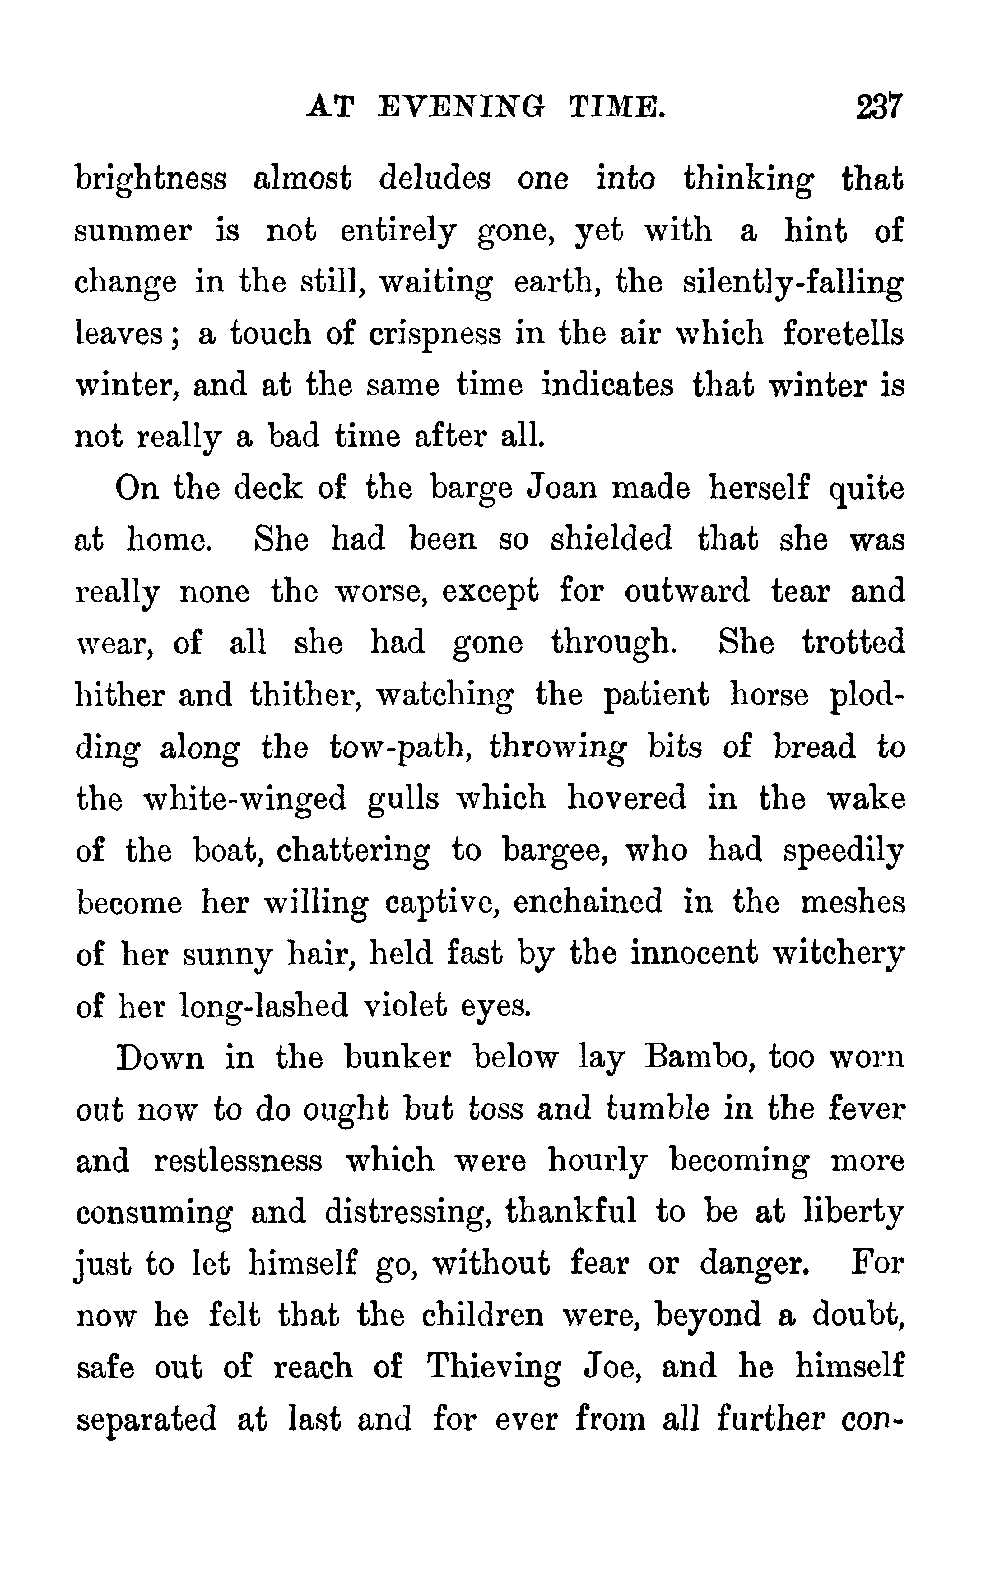 AT EVENING TIME. 237
brightness almost deludes one into thinking that
summer is not entirely gone, yet with a hint of
change in the still, waiting earth, the silently-falling
leaves; a touch of crispness in the air which foretells
winter, and at the same time indicates that winter is
not really a bad time after all.
On the deck of the barge Joan made herself quite
at home. She had been so shielded that she was
really none the worse, except for outward tear and
wear, of all she had gone through. She trotted
hither and thither, watching the patient horse plod-
ding along the tow-path, throwing bits of bread to
the white-winged gulls which hovered in the wake
of the boat, chattering to bargee, who had speedily
become her willing captive, enchained in the meshes
of her sunny hair, held fast by the innocent witchery
of her long-lashed violet eyes.
Down in the bunker below lay Bambo, too worn
out now to do ought but toss and tumble in the fever
and restlessness which were hourly becoming more
consuming and distressing, thankful to be at liberty
just to let himself go, without fear or danger. For
now he felt that the children were, beyond a doubt,
safe out of reach of Thieving Joe, and he himself
separated at last and for ever from all further con-